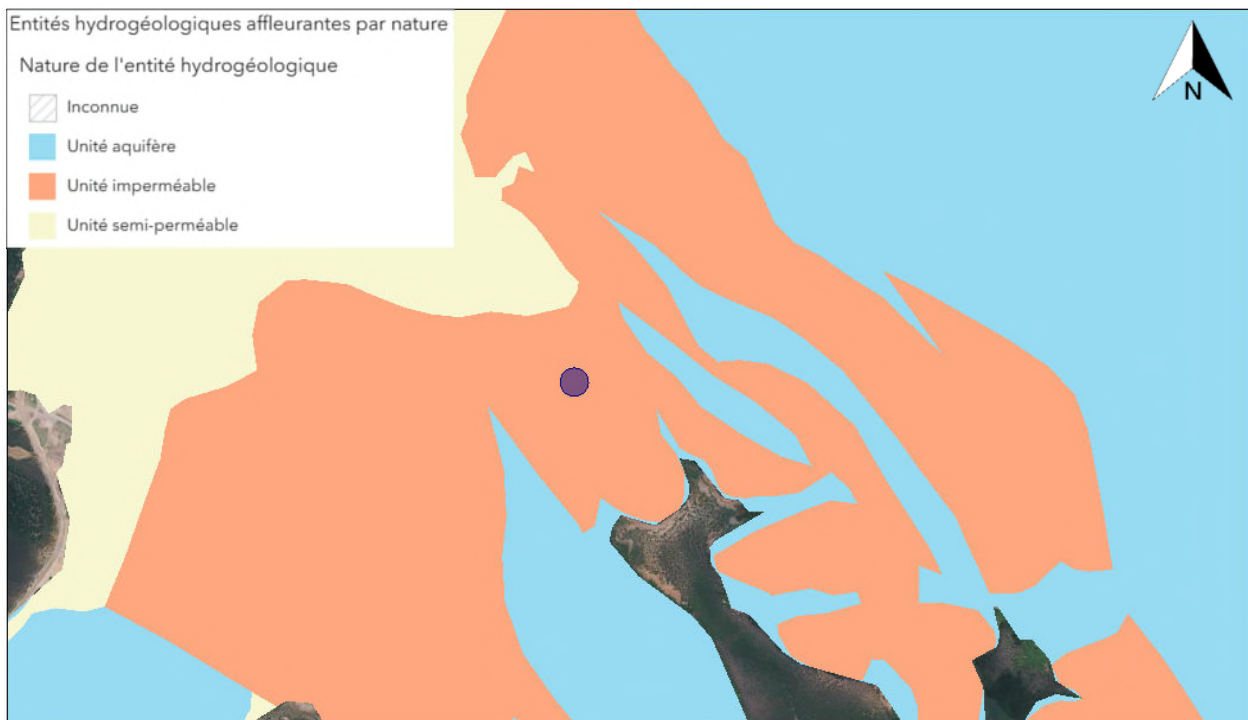 Entités hydrogéologiques affleurantes par nature
Nature de l'entité hydrogéologique
Inconnue
Unité aquifère
Unité imperméable
Unité semi-perméable
N